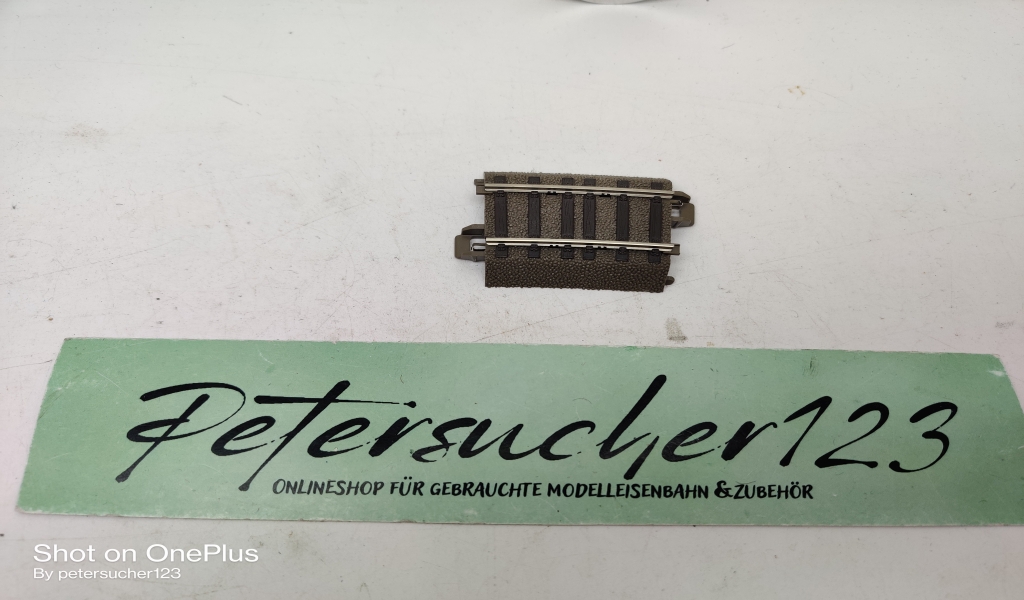 Petersucher123
ONLINESHOP FÜR GEBRAUCHTE MODELLEISENBAHN & ZUBEHÖR
Shot on OnePlus
By petersucher123